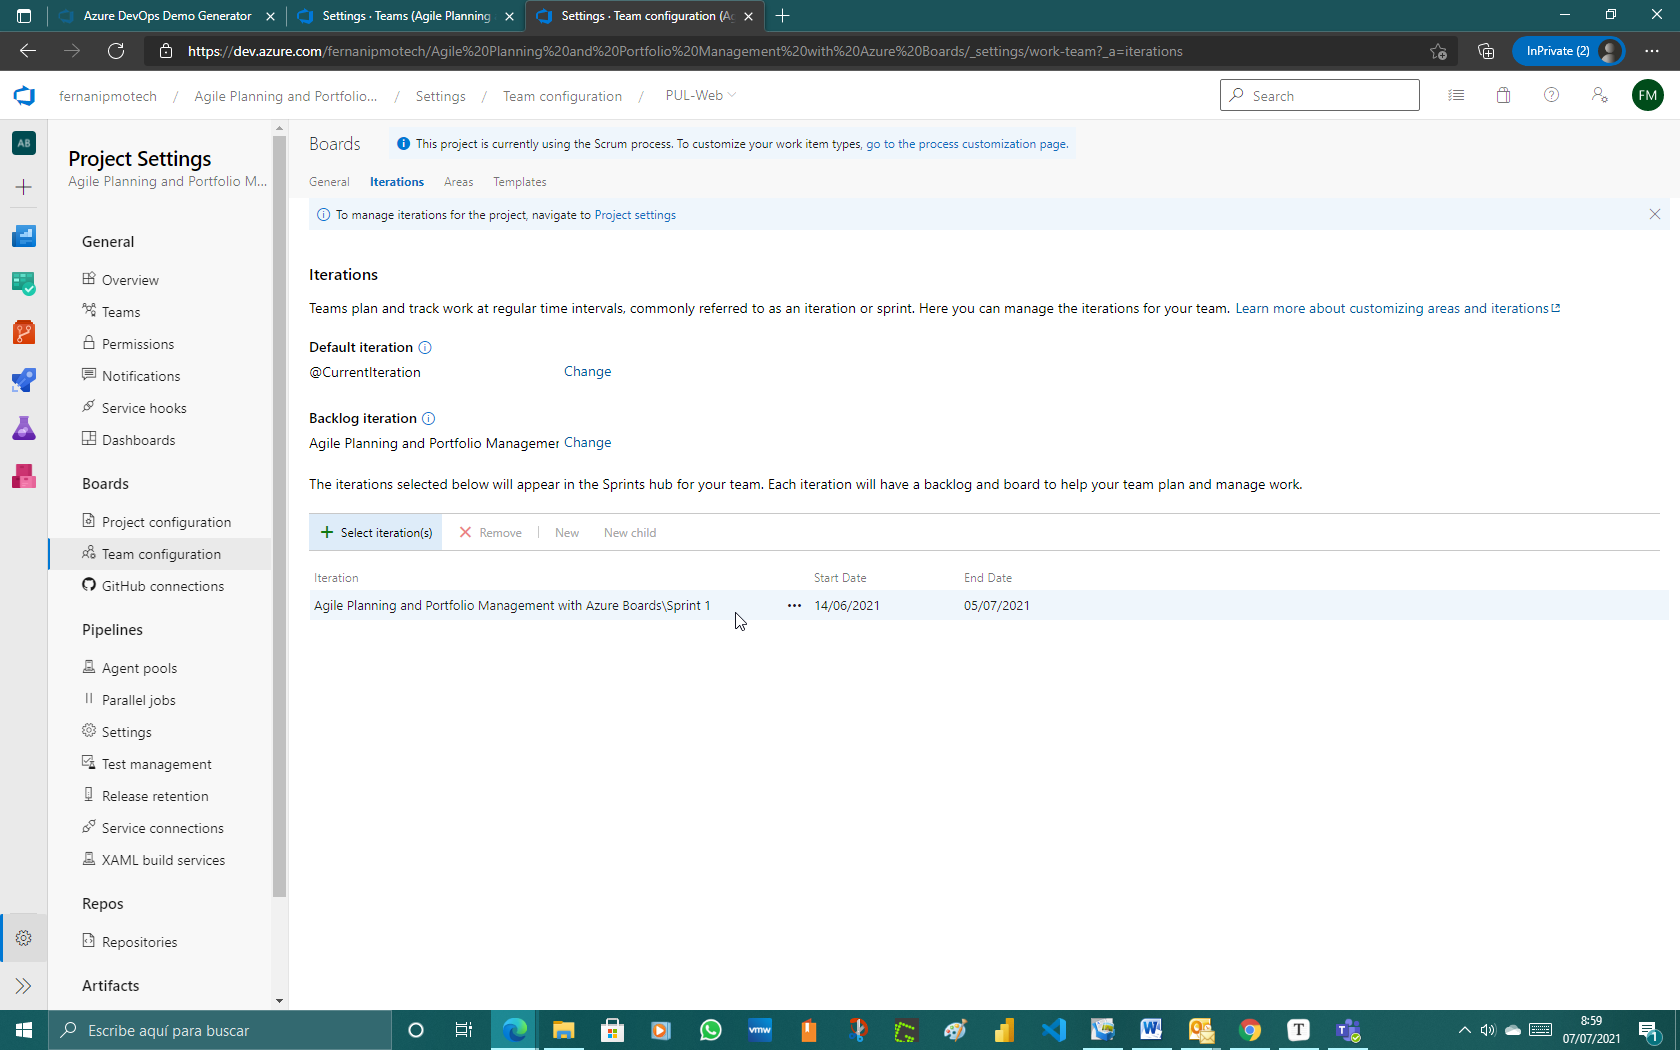 Azure DevOps Demo Generator
Settings · Teams (Agile Planning
Settings · Team configuration (Ag
https://dev.azure.com/fernanipmotech/Agile%20Planning%20and%20Portfolio%20Management%20with%20Azure%20Boards/_settings/work-team?_a=iterations
InPrivate (2)
fernanipmotech / Agile Planning and Portfolio... / Settings / Team configuration / PUL-Web
Search
FM
AB
Project Settings
Agile Planning and Portfolio M...
General
Overview
Teams
Permissions
Notifications
Service hooks
Dashboards
Boards
Project configuration
Team configuration
GitHub connections
Pipelines
Agent pools
Parallel jobs
Settings
Test management
Release retention
Service connections
XAML build services
Repos
Repositories
Artifacts
Boards
This project is currently using the Scrum process. To customize your work item types, go to the process customization page.
General Iterations Areas Templates
To manage iterations for the project, navigate to Project settings
Iterations
Teams plan and track work at regular time intervals, commonly referred to as an iteration or sprint. Here you can manage the iterations for your team. Learn more about customizing areas and iterations
Default iteration
@CurrentIteration Change
Backlog iteration
Agile Planning and Portfolio Managemer Change
The iterations selected below will appear in the Sprints hub for your team. Each iteration will have a backlog and board to help your team plan and manage work.
+ Select iteration(s) Remove New New child
Iteration Start Date End Date
Agile Planning and Portfolio Management with Azure Boards\Sprint 1 ... 14/06/2021 05/07/2021
Escribe aquí para buscar
vmw
8:59
07/07/2021
1